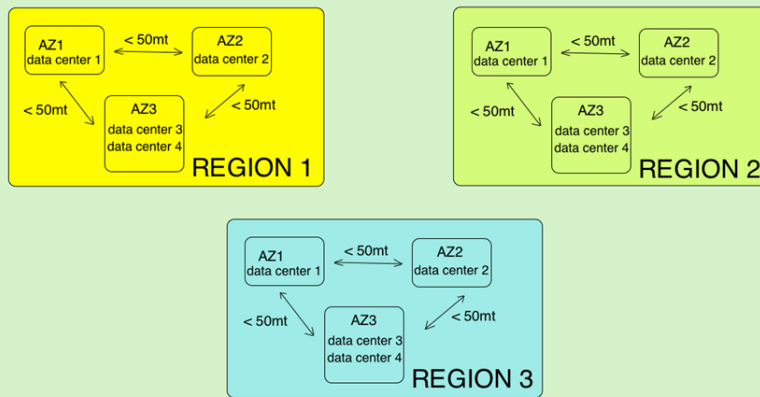 AZ1
data center 1
< 50mt
AZ2
data center 2
< 50mt
< 50mt
AZ3
data center 3
data center 4
REGION 1
AZ1
data center 1
< 50mt
AZ2
data center 2
< 50mt
< 50mt
AZ3
data center 3
data center 4
REGION 2
AZ1
data center 1
< 50mt
AZ2
data center 2
< 50mt
< 50mt
AZ3
data center 3
data center 4
REGION 3